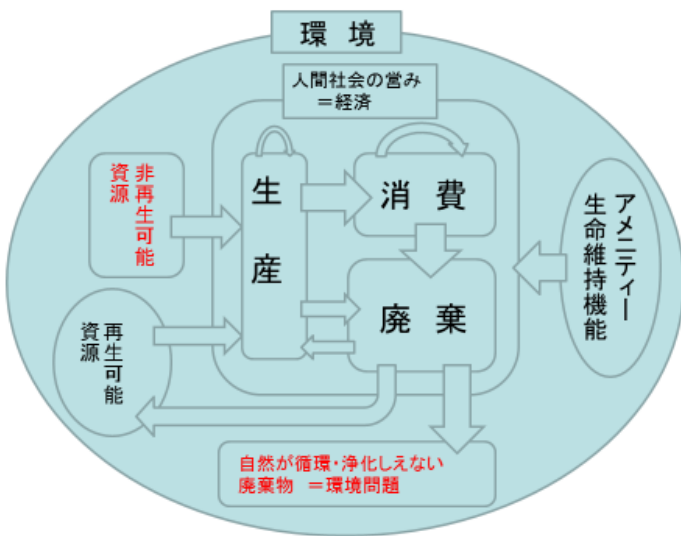 環　境
人間社会の営み
＝経済
非再生可能
資源
生産
消　費
アメニティー
生命維持機能
廃　棄
再生可能
資源
自然が循環・浄化しえない
廃棄物　＝環境問題